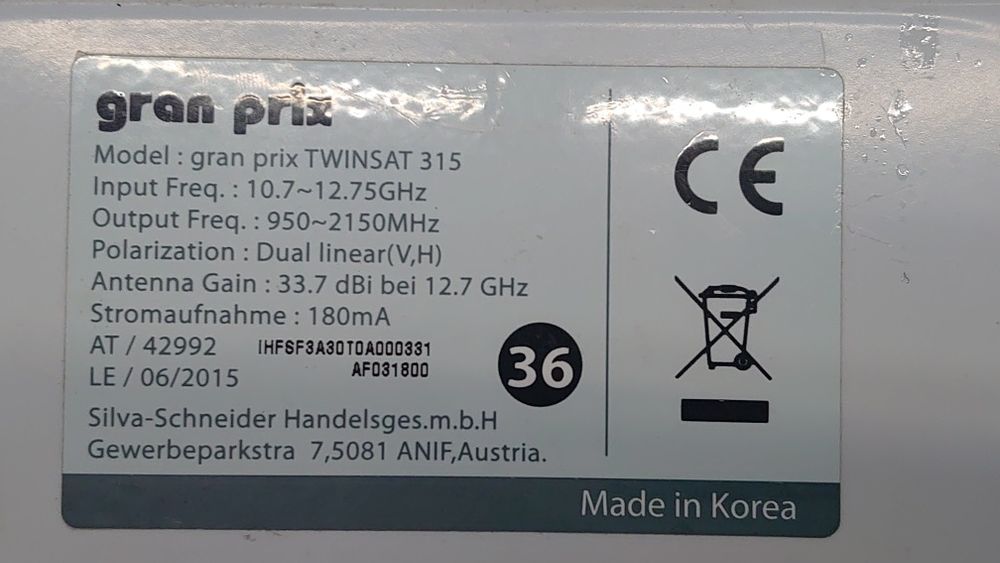 gran prix
Model : gran prix TWINSAT 315
Input Freq. : 10.7~12.75GHz
Output Freq. : 950~2150MHz
Polarization : Dual linear(V,H)
Antenna Gain : 33.7 dBi bei 12.7 GHz
Stromaufnahme : 180mA
AT / 42992 IHFSF3A30T0A000331
LE / 06/2015 AF031800
36
Silva-Schneider Handelsges.m.b.H
Gewerbeparkstra 7,5081 ANIF,Austria.
CE
Made in Korea